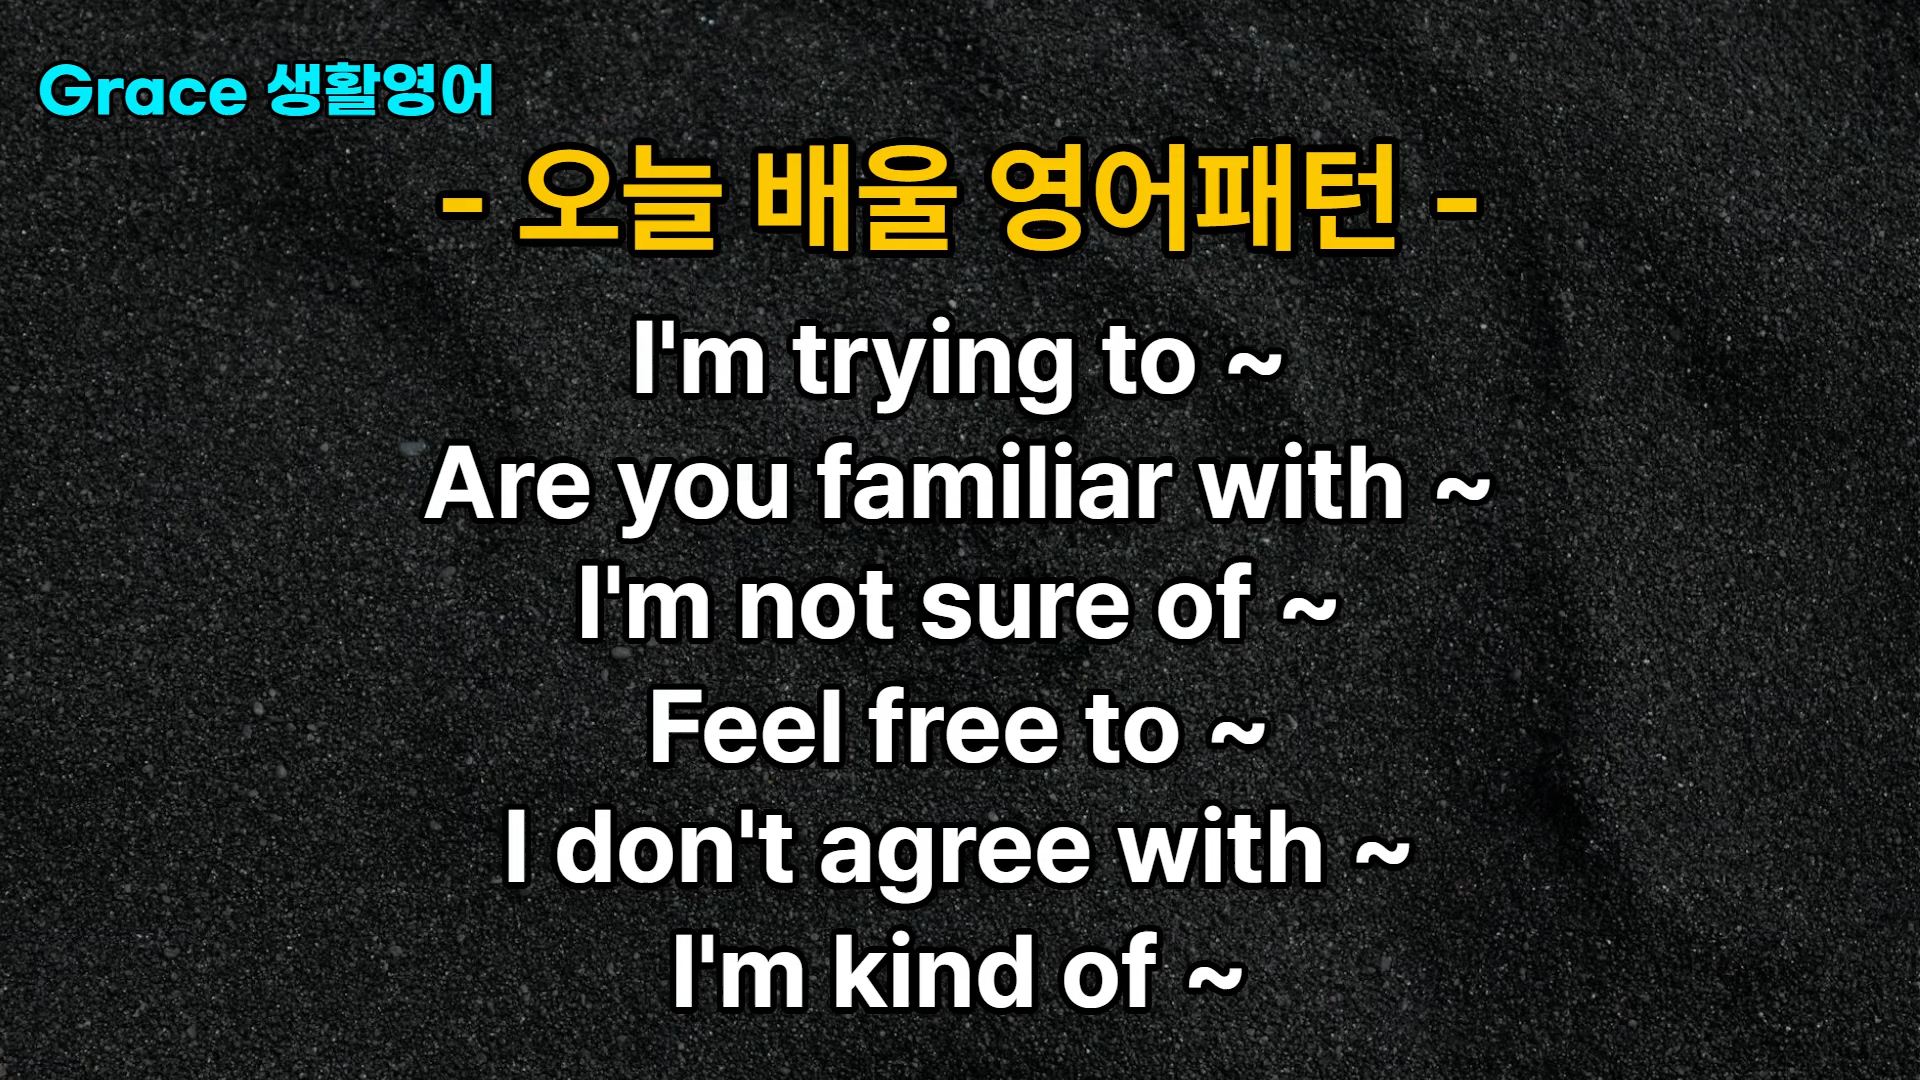 Grace 생활영어
- 오늘 배울 영어패턴 -
I'm trying to ~
Are you familiar with ~
I'm not sure of ~
Feel free to ~
I don't agree with ~
I'm kind of ~